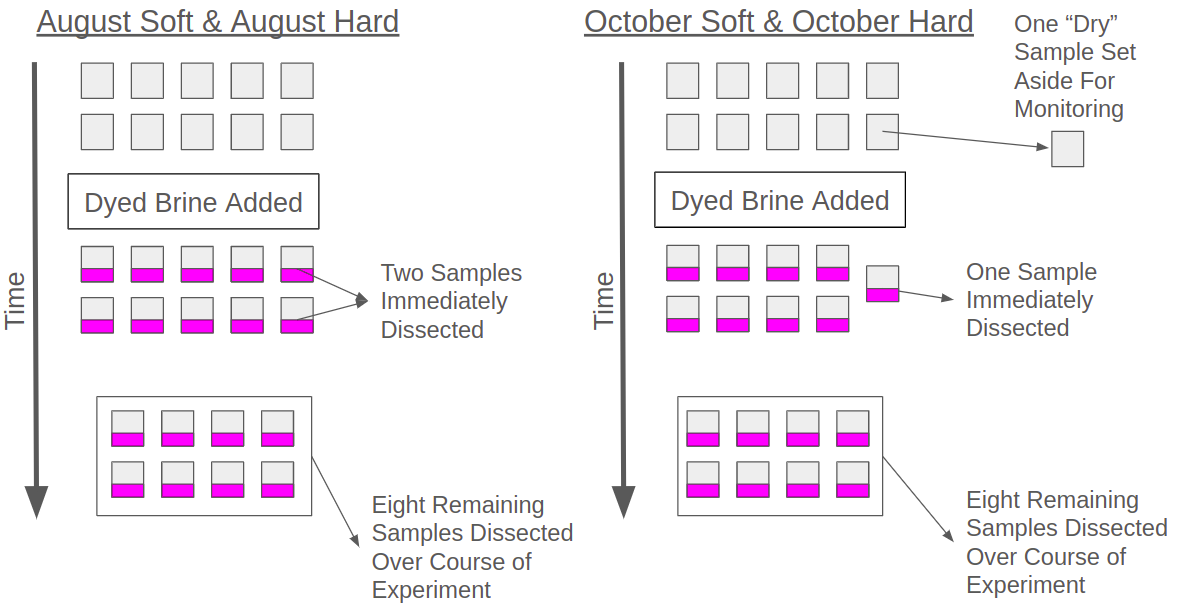 August Soft & August Hard
Time
Dyed Brine Added
Two Samples
Immediately
Dissected
Eight Remaining
Samples Dissected
Over Course of
Experiment
October Soft & October Hard
One “Dry”
Sample Set
Aside For
Monitoring
Time
Dyed Brine Added
One Sample
Immediately
Dissected
Eight Remaining
Samples Dissected
Over Course of
Experiment